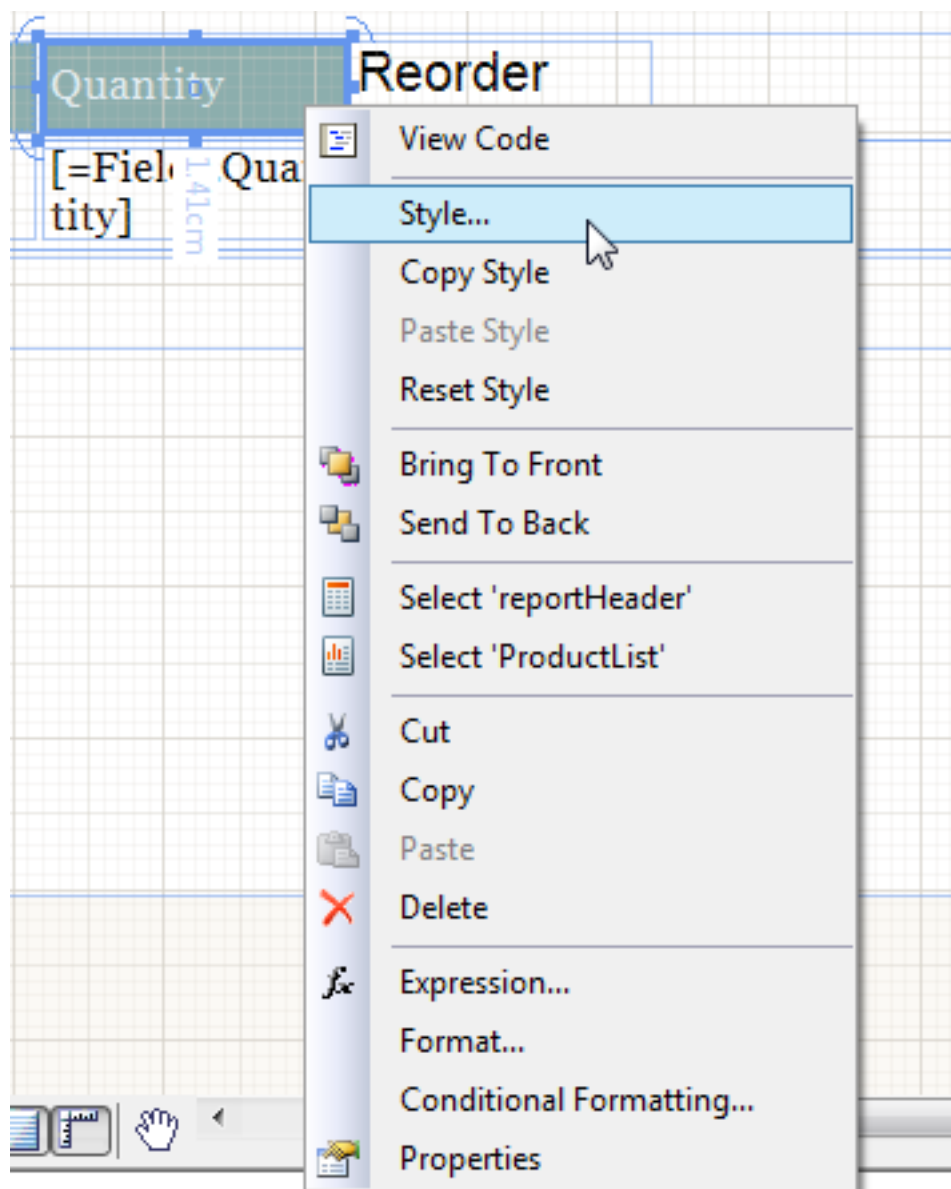 Quantity
Reorder
[=Fiel Qua
tity]
1.41cm
View Code
Style...
Copy Style
Paste Style
Reset Style
Bring To Front
Send To Back
Select 'reportHeader'
Select 'ProductList'
Cut
Copy
Paste
Delete
fx Expression...
Format...
Conditional Formatting...
Properties